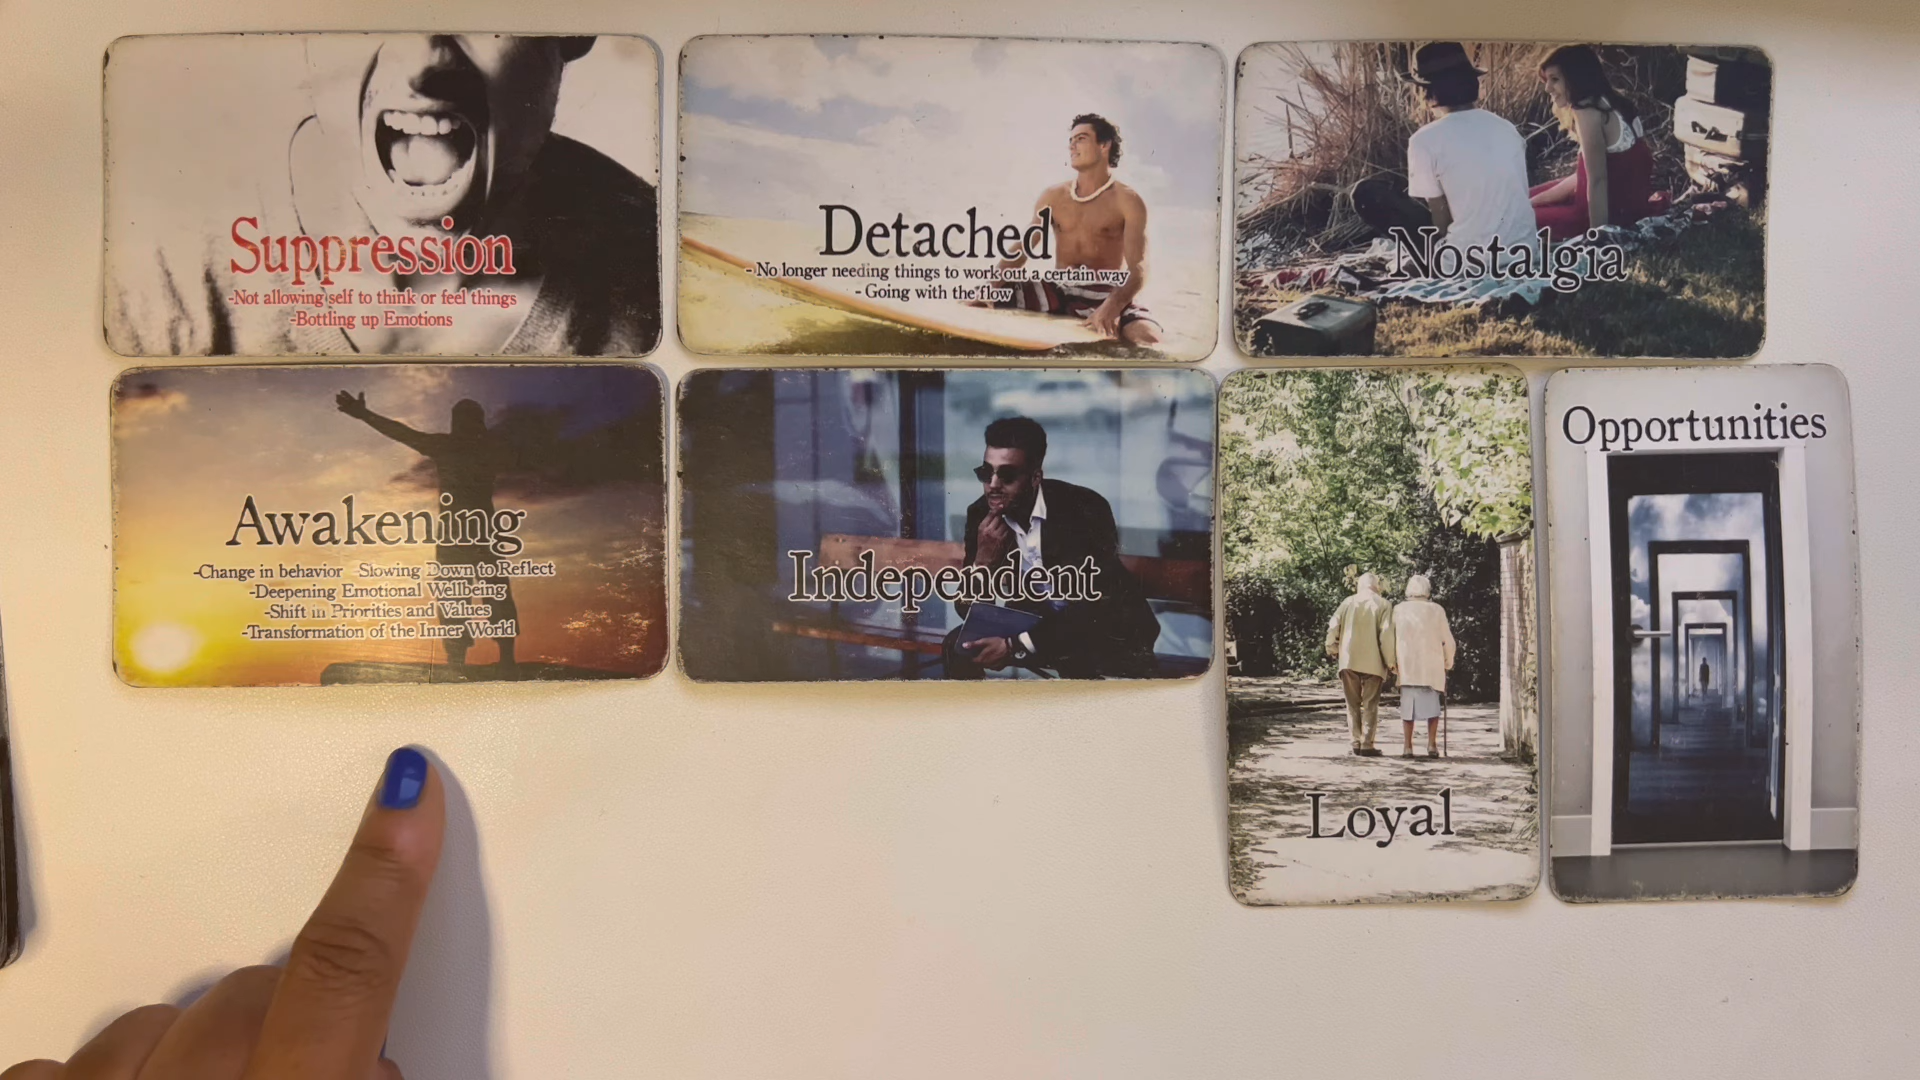 Suppression
-Not allowing self to think or feel things
-Bottling up Emotions
Detached
- No longer needing things to work out a certain way
- Going with the flow
Nostalgia
Awakening
-Change in behavior -Slowing Down to Reflect
-Deepening Emotional Wellbeing
-Shift in Priorities and Values
-Transformation of the Inner World
Independent
Loyal
Opportunities